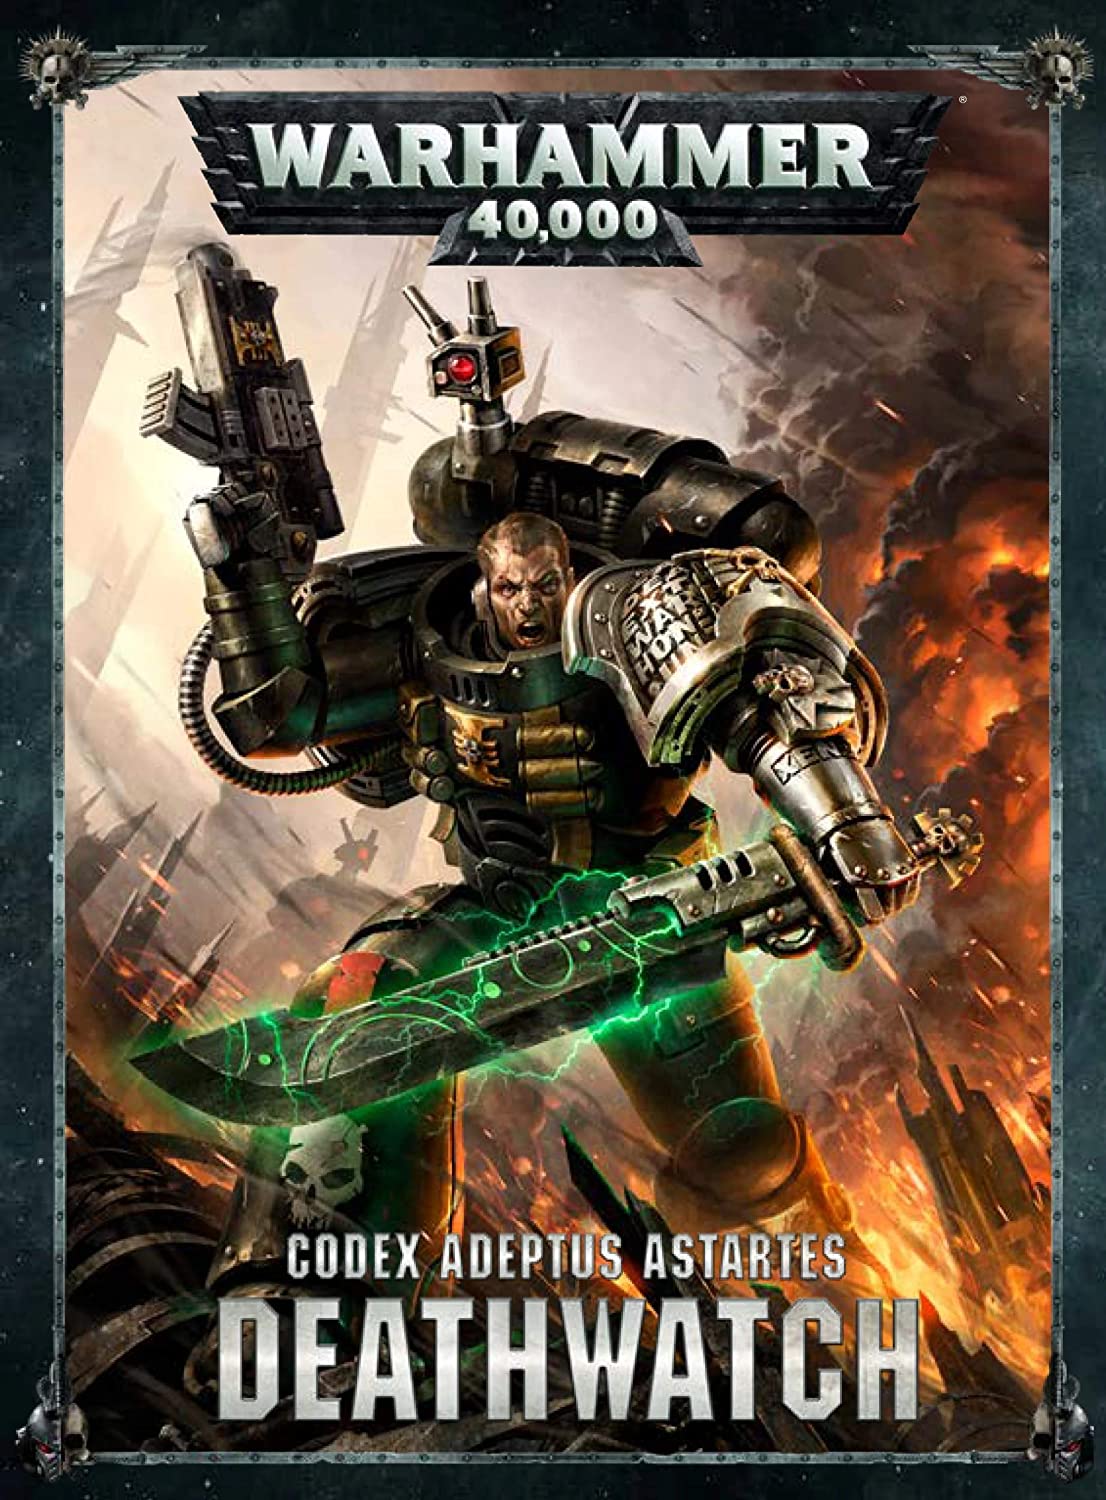 WARHAMMER
®
40,000
CODEX ADEPTUS ASTARTES
DEATHWATCH